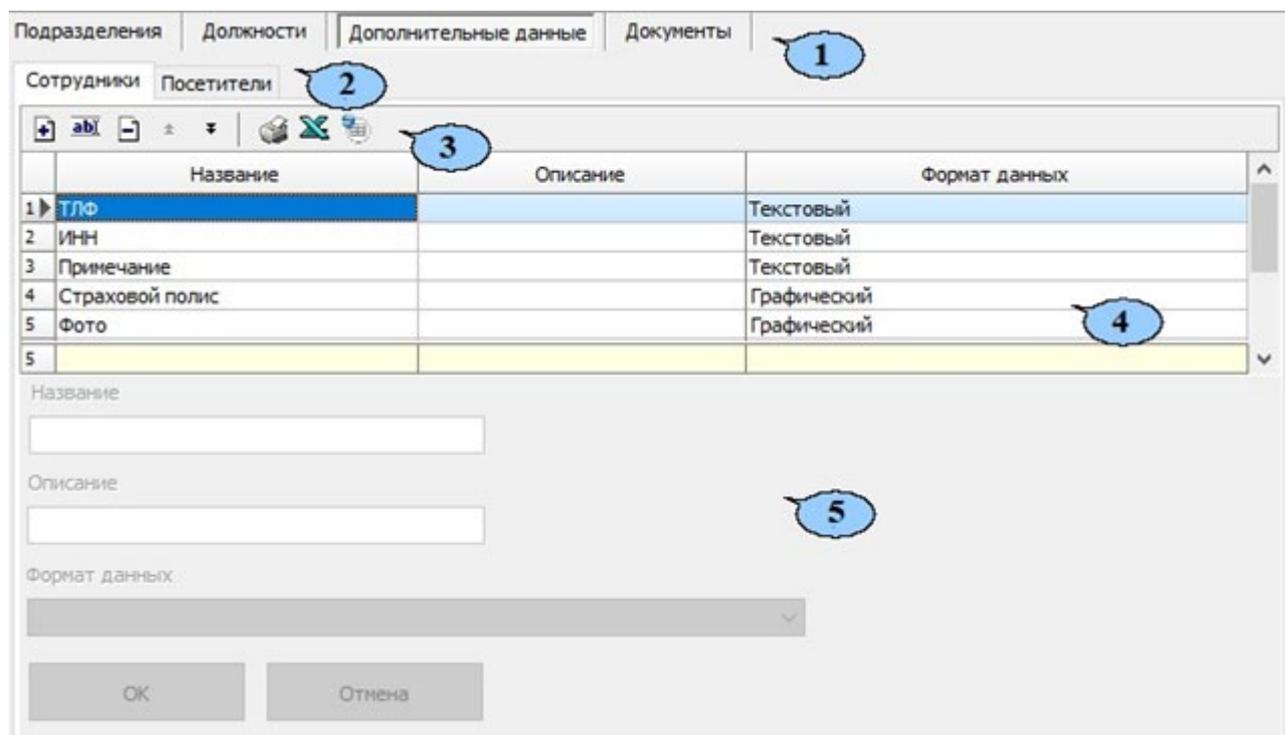 Подразделения Должности Дополнительные данные Документы 1
Сотрудники Посетители 2
abI 3
Название Описание Формат данных
1 ТЛФ Текстовый
2 ИНН Текстовый
3 Примечание Текстовый
4 Страховой полис Графический
5 Фото Графический 4
5
Название
Описание
5
Формат данных
OK Отмена